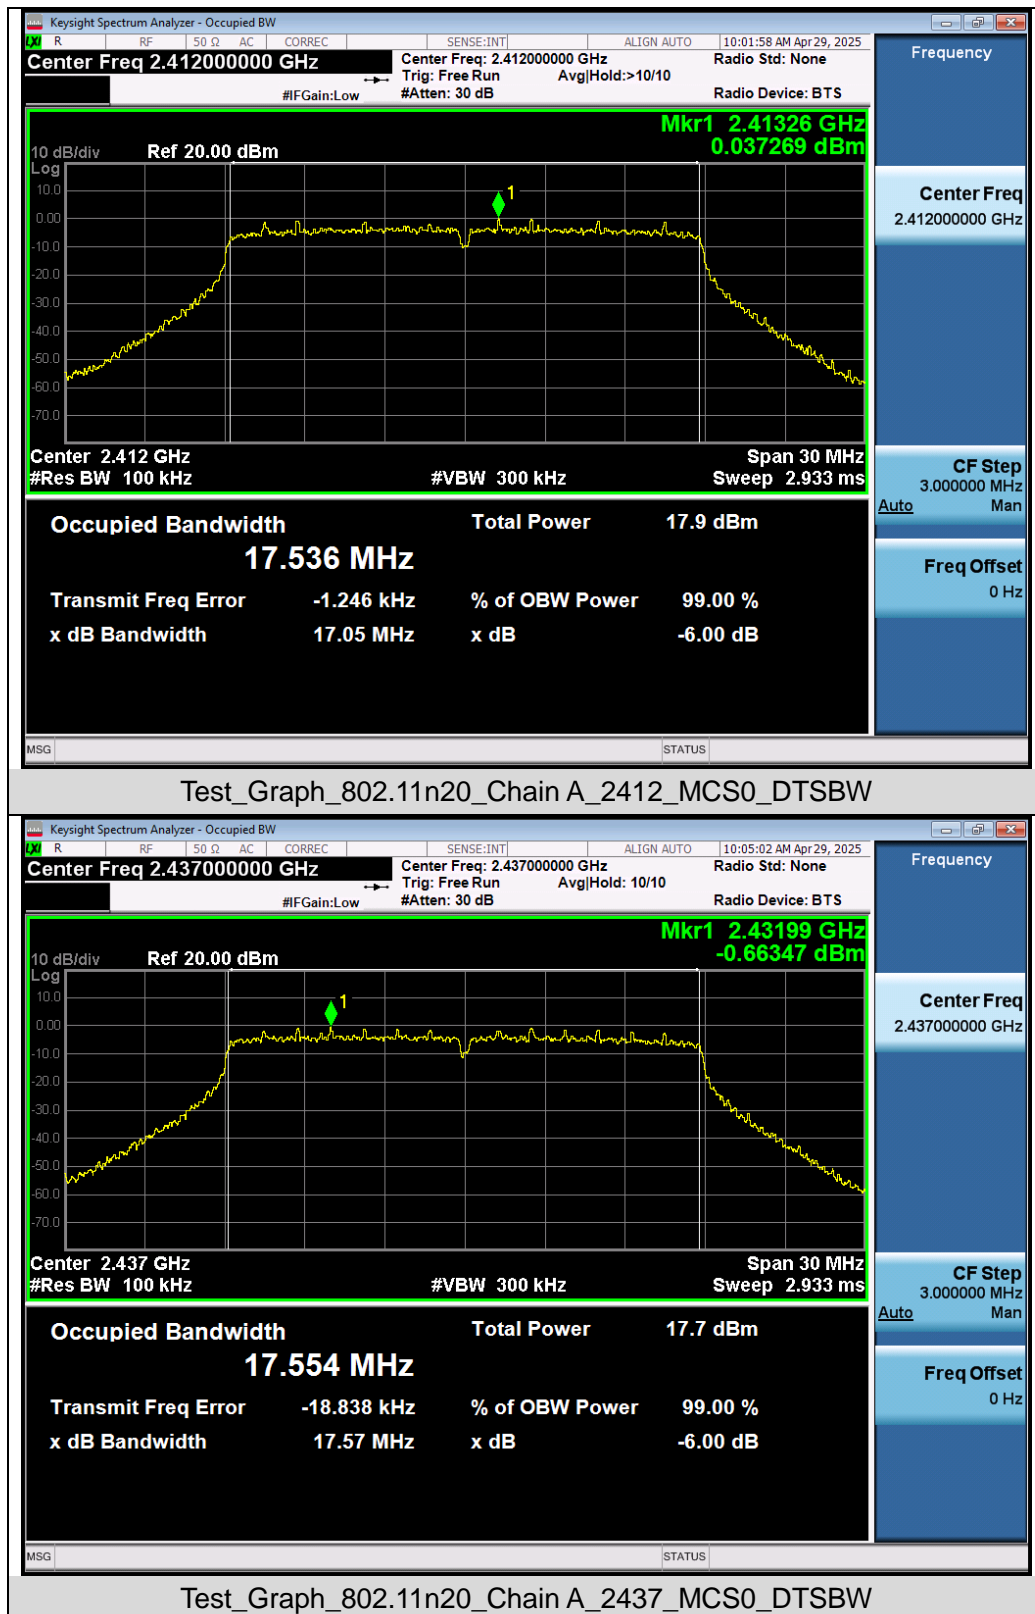 Keysight Spectrum Analyzer - Occupied BW
LXI R RF 50 Ω AC CORREC SENSE:INT ALIGN AUTO 10:01:58 AM Apr 29, 2025
Center Freq 2.412000000 GHz
Center Freq: 2.412000000 GHz
Radio Std: None
Trig: Free Run Avg|Hold:>10/10
#IFGain:Low
#Atten: 30 dB
Radio Device: BTS
Frequency
Mkr1 2.41326 GHz
0.037269 dBm
10 dB/div Ref 20.00 dBm
Log
10.0
0.00
-10.0
-20.0
-30.0
-40.0
-50.0
-60.0
-70.0
1
Center 2.412 GHz
Span 30 MHz
#Res BW 100 kHz
#VBW 300 kHz
Sweep 2.933 ms
Center Freq
2.412000000 GHz
CF Step
3.000000 MHz
Auto Man
Freq Offset
0 Hz
Occupied Bandwidth
17.536 MHz
Total Power 17.9 dBm
Transmit Freq Error -1.246 kHz % of OBW Power 99.00 %
x dB Bandwidth 17.05 MHz x dB -6.00 dB
MSG STATUS
Test_Graph_802.11n20_Chain A_2412_MCS0_DTSBW
Keysight Spectrum Analyzer - Occupied BW
LXI R RF 50 Ω AC CORREC SENSE:INT ALIGN AUTO 10:05:02 AM Apr 29, 2025
Center Freq 2.437000000 GHz
Center Freq: 2.437000000 GHz
Radio Std: None
Trig: Free Run Avg|Hold: 10/10
#IFGain:Low
#Atten: 30 dB
Radio Device: BTS
Frequency
Mkr1 2.43199 GHz
-0.66347 dBm
10 dB/div Ref 20.00 dBm
Log
10.0
0.00
-10.0
-20.0
-30.0
-40.0
-50.0
-60.0
-70.0
1
Center 2.437 GHz
Span 30 MHz
#Res BW 100 kHz
#VBW 300 kHz
Sweep 2.933 ms
Center Freq
2.437000000 GHz
CF Step
3.000000 MHz
Auto Man
Freq Offset
0 Hz
Occupied Bandwidth
17.554 MHz
Total Power 17.7 dBm
Transmit Freq Error -18.838 kHz % of OBW Power 99.00 %
x dB Bandwidth 17.57 MHz x dB -6.00 dB
MSG STATUS
Test_Graph_802.11n20_Chain A_2437_MCS0_DTSBW